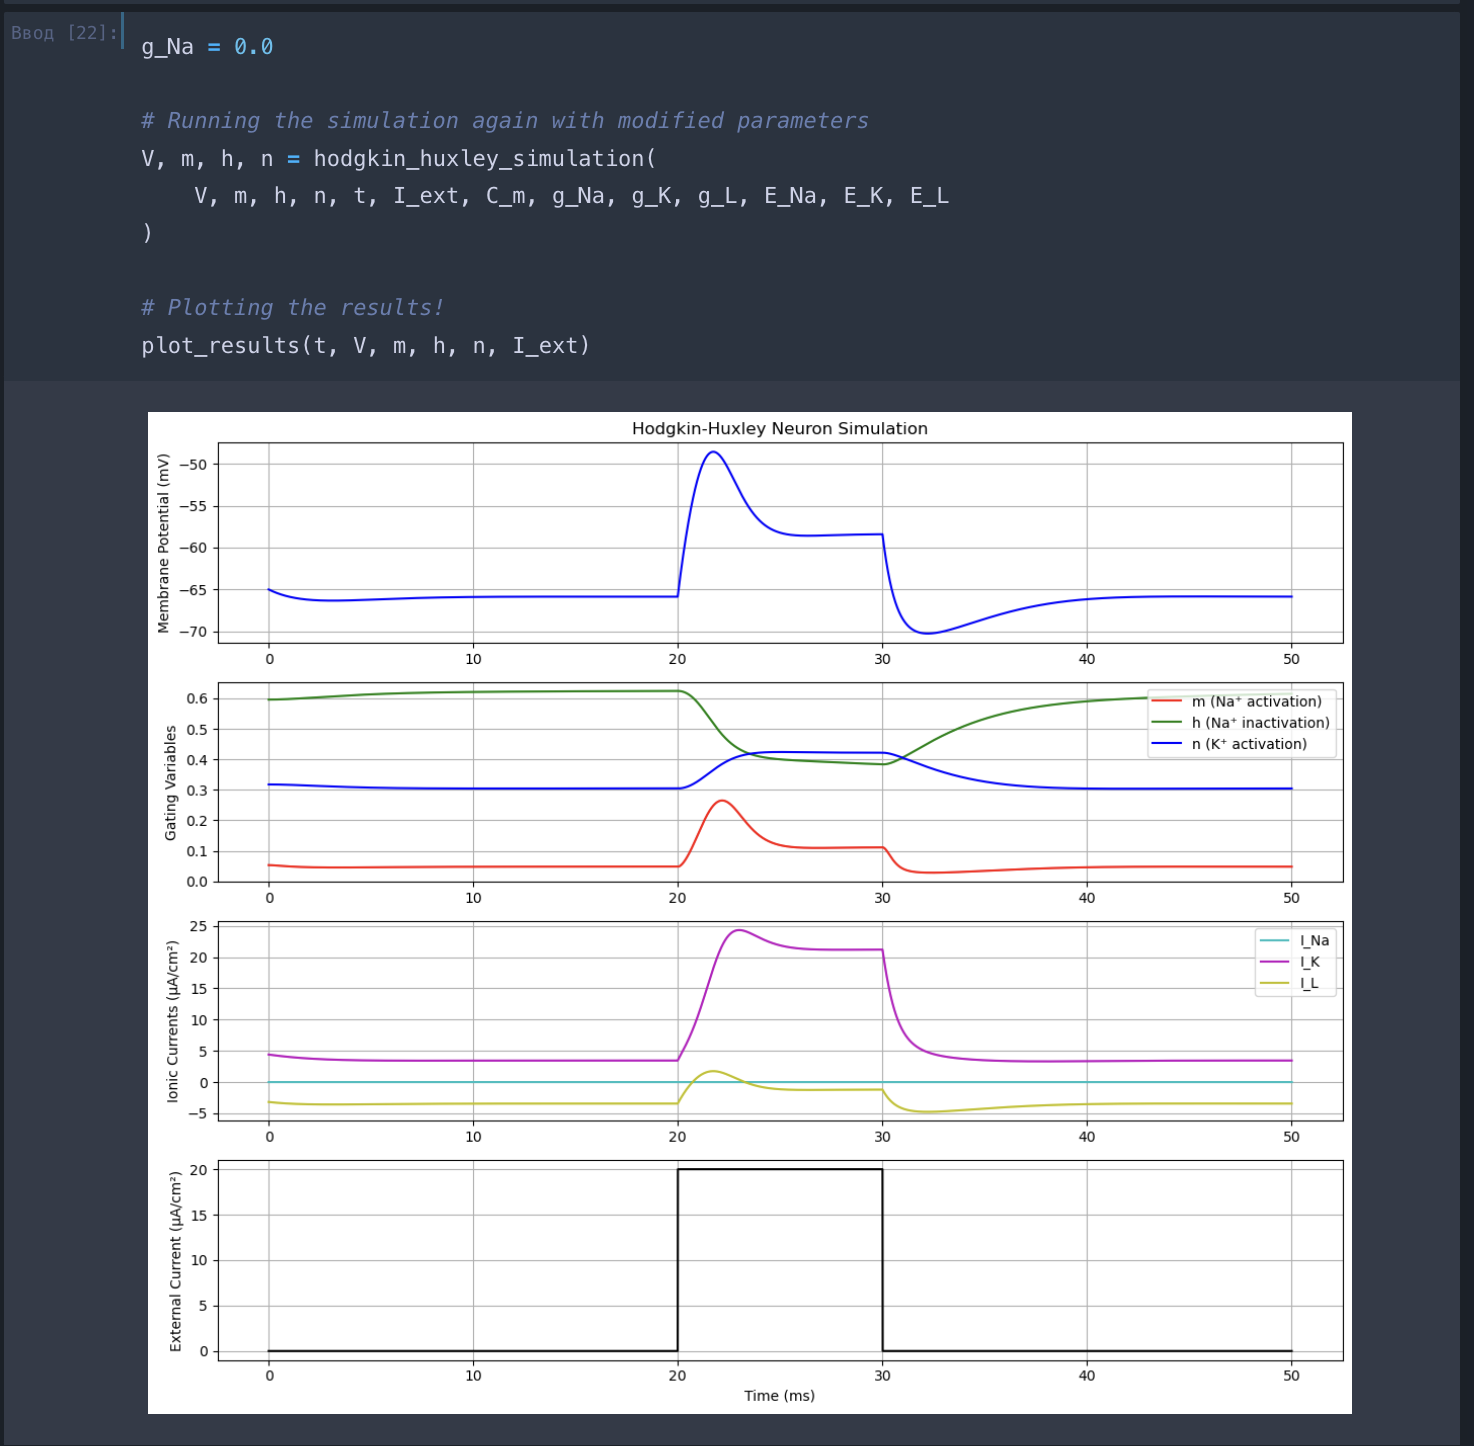 Ввод [22]:
g_Na = 0.0
# Running the simulation again with modified parameters
V, m, h, n = hodgkin_huxley_simulation(
V, m, h, n, t, I_ext, C_m, g_Na, g_K, g_L, E_Na, E_K, E_L
)
# Plotting the results!
plot_results(t, V, m, h, n, I_ext)
Hodgkin-Huxley Neuron Simulation
Membrane Potential (mV)
−50
−55
−60
−65
−70
0 10 20 30 40 50
Gating Variables
0.6
0.5
0.4
0.3
0.2
0.1
0.0
m (Na⁺ activation)
h (Na⁺ inactivation)
n (K⁺ activation)
0 10 20 30 40 50
Ionic Currents (μA/cm²)
25
20
15
10
5
0
−5
I_Na
I_K
I_L
0 10 20 30 40 50
External Current (μA/cm²)
20
15
10
5
0
0 10 20 30 40 50
Time (ms)